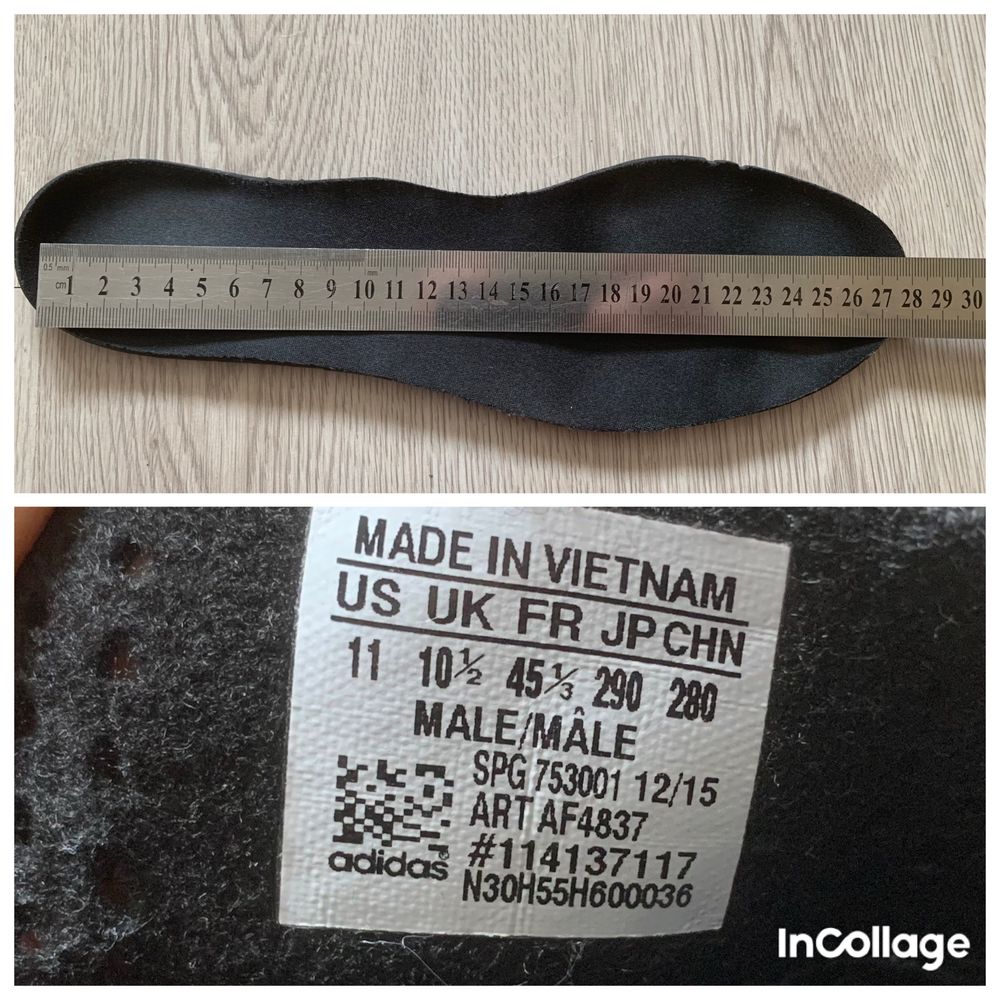 0.5 mm
mm
cm 1 2 3 4 5 6 7 8 9 10 11 12 13 14 15 16 17 18 19 20 21 22 23 24 25 26 27 28 29 30
MADE IN VIETNAM
US UK FR JP CHN
11 10½ 45⅓ 290 280
MALE/MÂLE
SPG 753001 12/15
ART AF4837
#114137117
N30H55H600036
adidas
InCollage